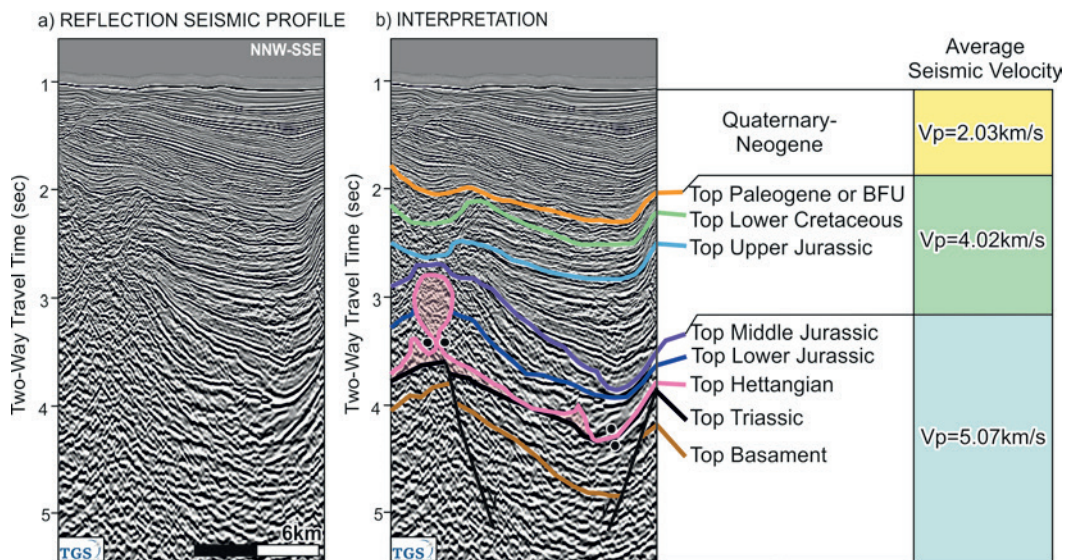 a) REFLECTION SEISMIC PROFILE
b) INTERPRETATION
Average
Seismic Velocity
NNW-SSE
Two-Way Travel Time (sec)
1
2
3
4
5
TGS
6km
Two-Way Travel Time (sec)
1
2
3
4
5
TGS
Quaternary-
Neogene
Top Paleogene or BFU
Top Lower Cretaceous
Top Upper Jurassic
Top Middle Jurassic
Top Lower Jurassic
Top Hettangian
Top Triassic
Top Basament
Vp=2.03km/s
Vp=4.02km/s
Vp=5.07km/s